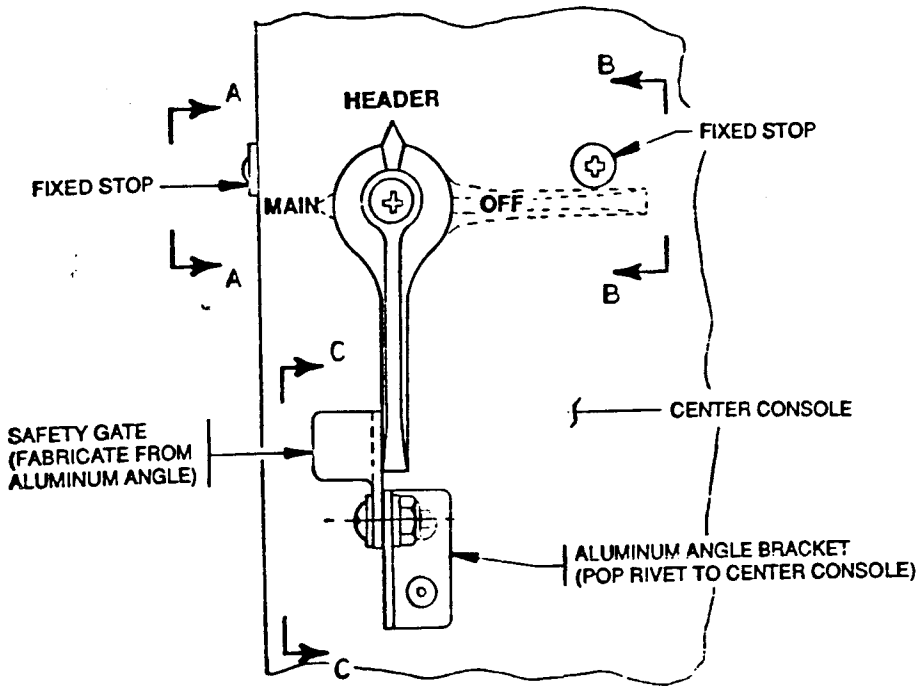 B
A
HEADER
FIXED STOP
FIXED STOP
MAIN
OFF
A
B
C
CENTER CONSOLE
SAFETY GATE
(FABRICATE FROM
ALUMINUM ANGLE)
ALUMINUM ANGLE BRACKET
(POP RIVET TO CENTER CONSOLE)
C